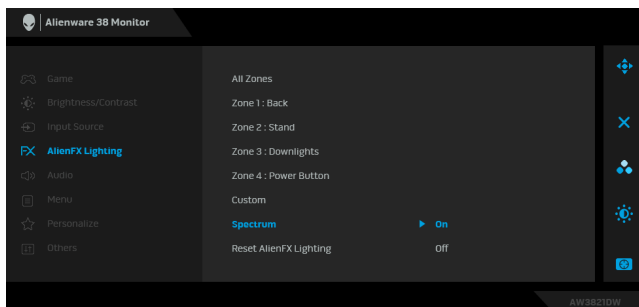 Alienware 38 Monitor
Game
Brightness/Contrast
Input Source
FX AlienFX Lighting
Audio
Menu
Personalize
Others
All Zones
Zone 1 : Back
Zone 2 : Stand
Zone 3 : Downlights
Zone 4 : Power Button
Custom
Spectrum On
Reset AlienFX Lighting Off
AW3821DW